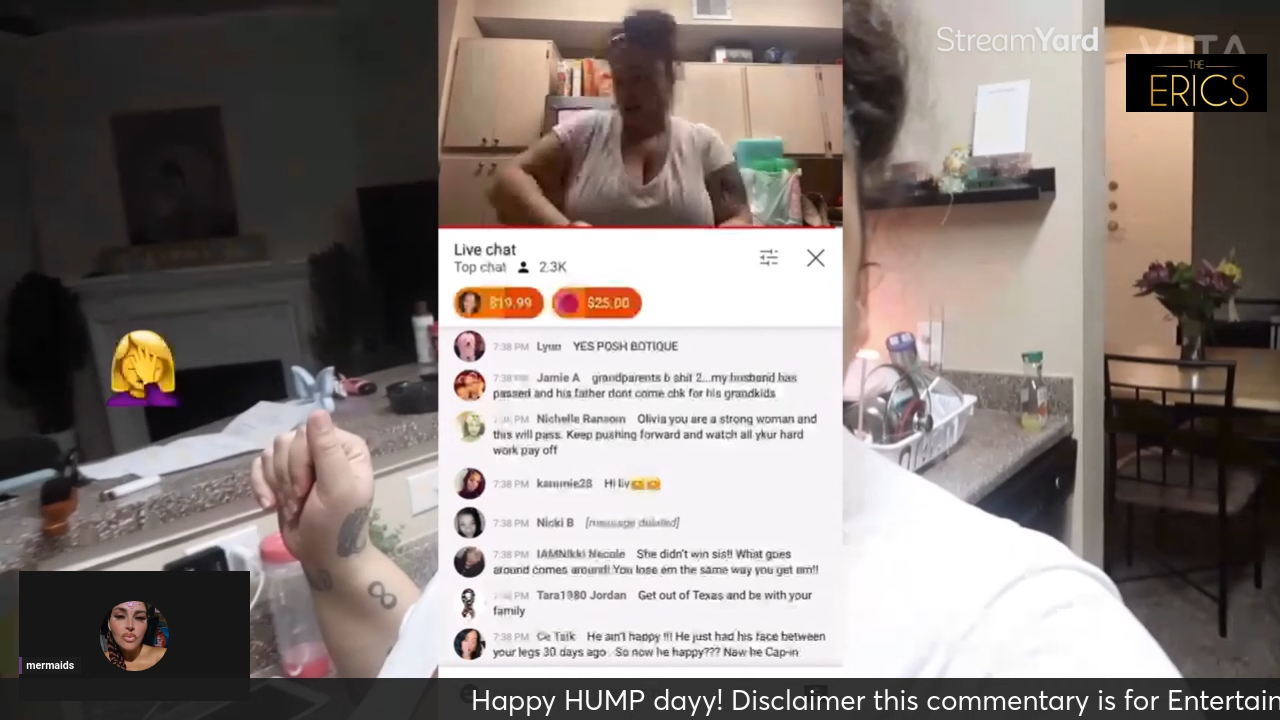 StreamYard
VITA
THE
ERICS
Live chat
Top chat 2.3K
$19.99 $25.00
7:38 PM Lynn YES POSH BOTIQUE
7:38 Jamie A grandparents b shit 2...my husband has
passed and his father dont come chk for his grandkids
Nichelle Ransom Olivia you are a strong woman and
this will pass. Keep pushing forward and watch all ykur hard
work pay off
7:38 PM kammie28 Hi liv
7:38 PM Nicki B [message deleted]
7:38 PM IAMNikki Necole She didn't win sis!! What goes
around comes around! You lose em the same way you get em!!
Tara1980 Jordan Get out of Texas and be with your
family
7:38 PM Ce Talk He ain't happy !!! He just had his face between
your legs 30 days ago . So now he happy??? Naw he Cap-in
mermaids
Happy HUMP dayy! Disclaimer this commentary is for Entertain